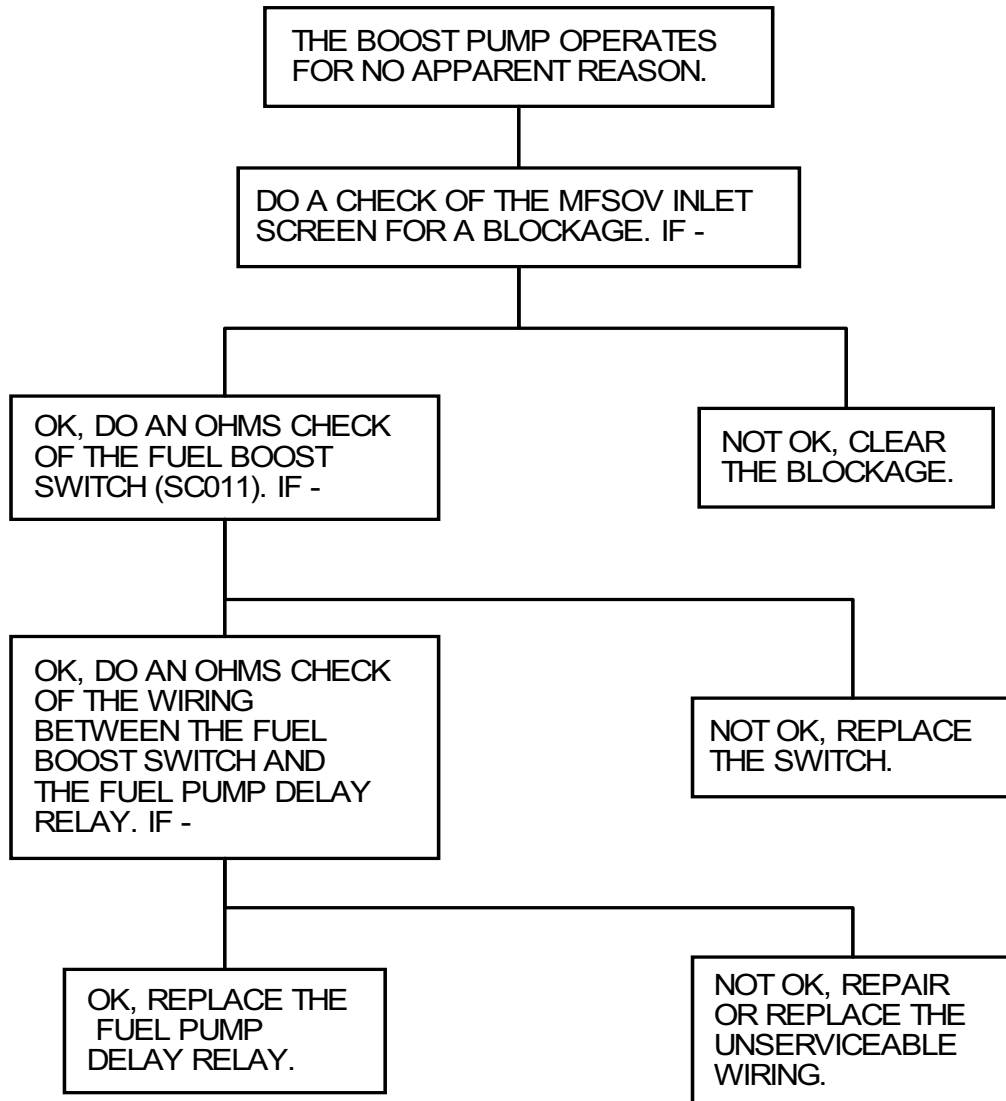 THE BOOST PUMP OPERATES
FOR NO APPARENT REASON.
DO A CHECK OF THE MFSOV INLET
SCREEN FOR A BLOCKAGE. IF -
OK, DO AN OHMS CHECK
OF THE FUEL BOOST
SWITCH (SC011). IF -
NOT OK, CLEAR
THE BLOCKAGE.
OK, DO AN OHMS CHECK
OF THE WIRING
BETWEEN THE FUEL
BOOST SWITCH AND
THE FUEL PUMP DELAY
RELAY. IF -
NOT OK, REPLACE
THE SWITCH.
OK, REPLACE THE
FUEL PUMP
DELAY RELAY.
NOT OK, REPAIR
OR REPLACE THE
UNSERVICEABLE
WIRING.